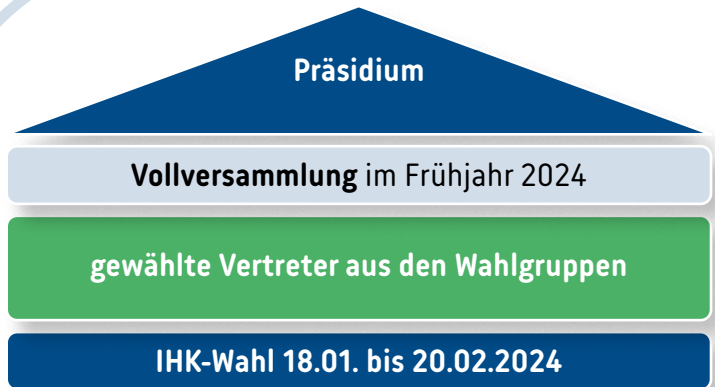 Präsidium
Vollversammlung im Frühjahr 2024
gewählte Vertreter aus den Wahlgruppen
IHK-Wahl 18.01. bis 20.02.2024